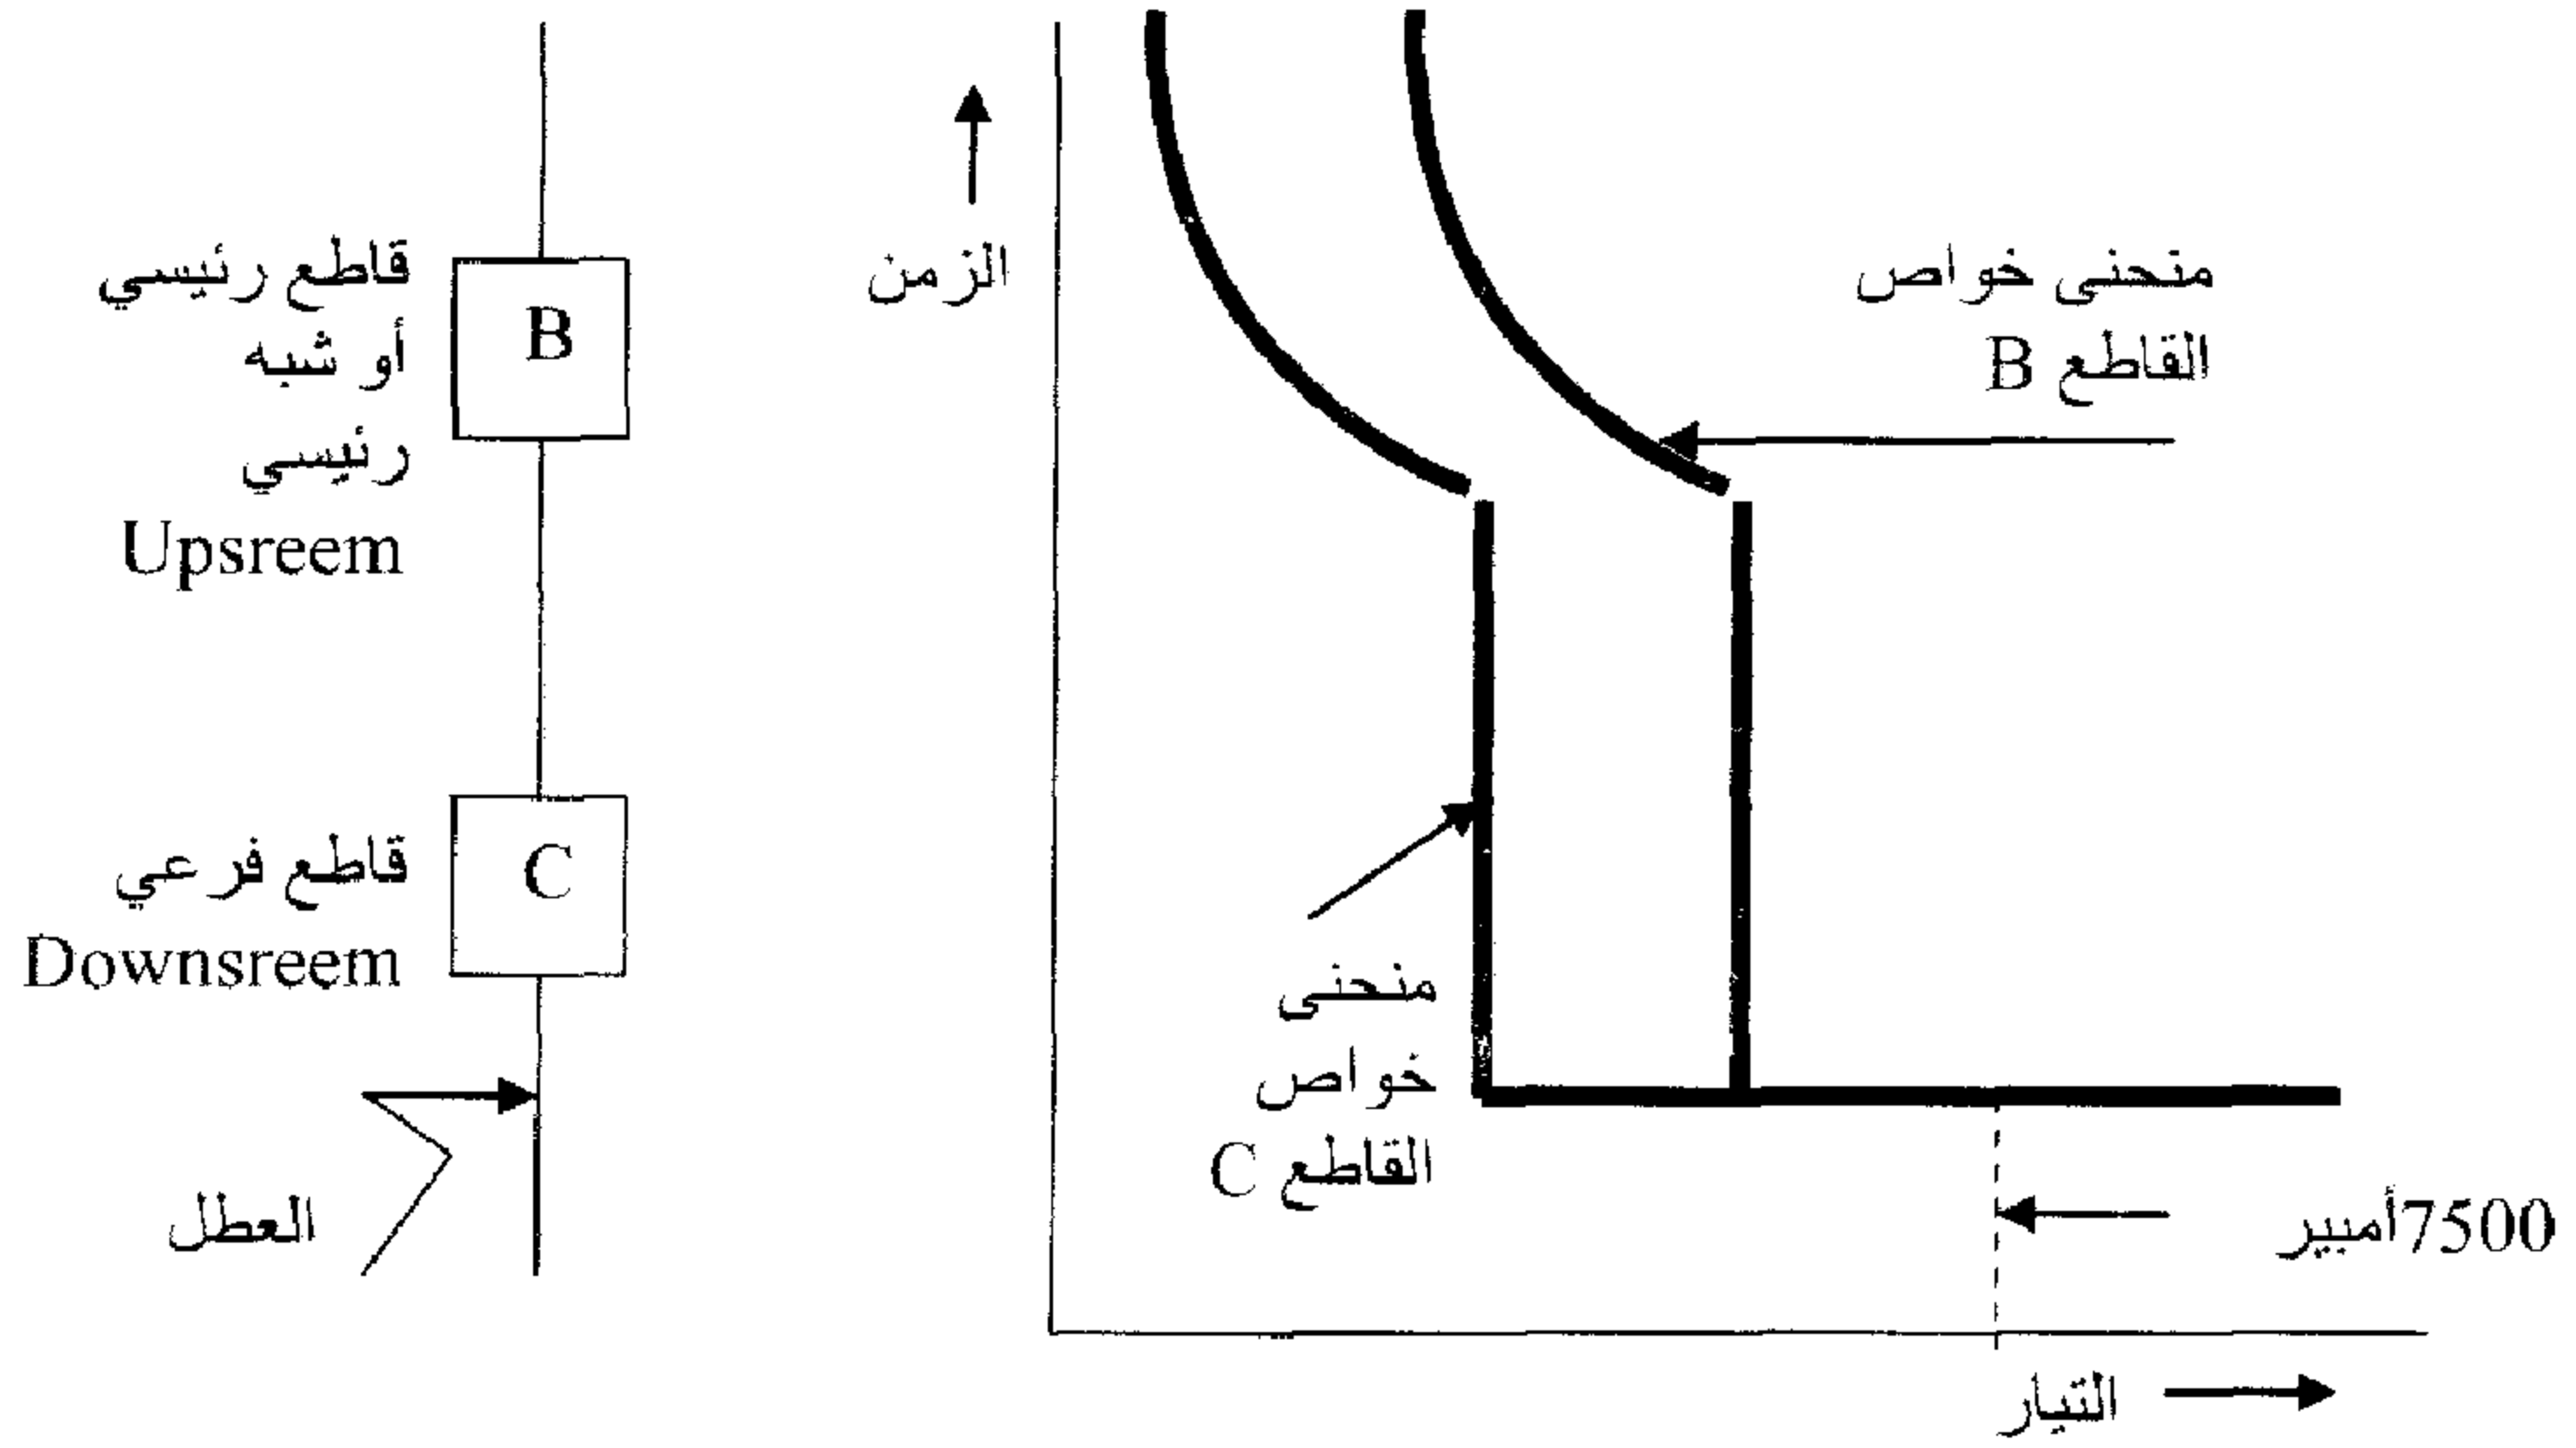 قاطع رئيسي
أو شبه
رئيسي
Upsreem
B
قاطع فرعي
Downsreem
C
العطل
الزمن
منحنى خواص
القاطع B
منحنى
خواص
القاطع C
7500أمبير
التيار